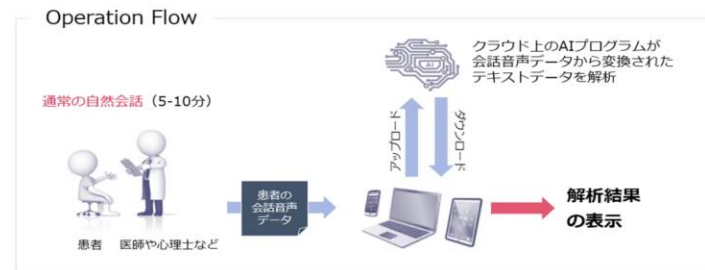 Operation Flow
クラウド上のAIプログラムが
会話音声データから変換された
テキストデータを解析
AI
通常の自然会話（5-10分）
アップロード
ダウンロード
患者の
会話音声
データ
解析結果
の表示
患者
医師や心理士など